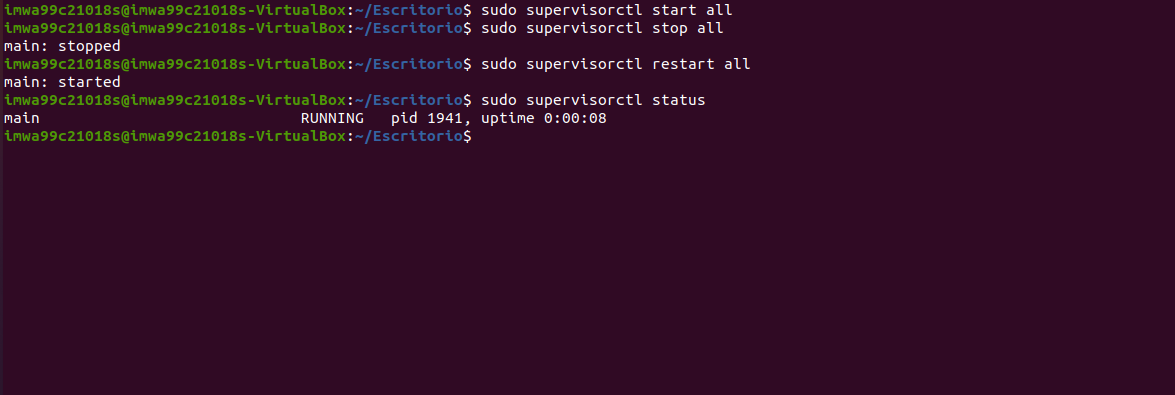 imwa99c21018s@imwa99c21018s-VirtualBox:~/Escritorio$ sudo supervisorctl start all
imwa99c21018s@imwa99c21018s-VirtualBox:~/Escritorio$ sudo supervisorctl stop all
main: stopped
imwa99c21018s@imwa99c21018s-VirtualBox:~/Escritorio$ sudo supervisorctl restart all
main: started
imwa99c21018s@imwa99c21018s-VirtualBox:~/Escritorio$ sudo supervisorctl status
main                             RUNNING   pid 1941, uptime 0:00:08
imwa99c21018s@imwa99c21018s-VirtualBox:~/Escritorio$